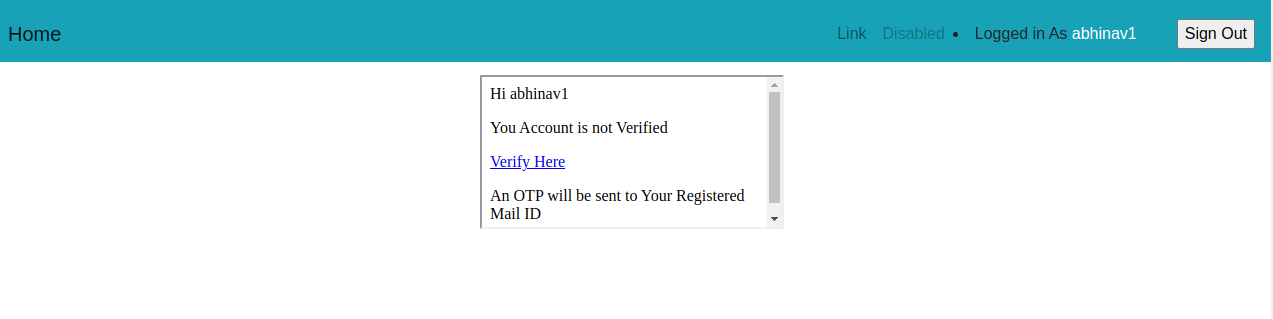 Home Link Disabled Logged in As abhinav1 Sign Out
Hi abhinav1
You Account is not Verified
Verify Here
An OTP will be sent to Your Registered
Mail ID